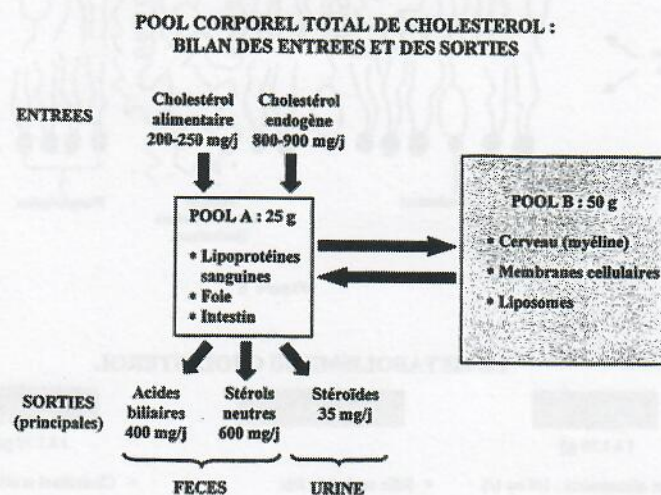 POOL CORPOREL TOTAL DE CHOLESTEROL :
BILAN DES ENTREES ET DES SORTIES
ENTREES
Cholestérol
alimentaire
200-250 mg/j
Cholestérol
endogène
800-900 mg/j
POOL A : 25 g
* Lipoprotéines
sanguines
* Foie
* Intestin
POOL B : 50 g
* Cerveau (myéline)
* Membranes cellulaires
* Liposomes
SORTIES
(principales)
Acides
biliaires
400 mg/j
Stérols
neutres
600 mg/j
Stéroïdes
35 mg/j
FECES
URINE